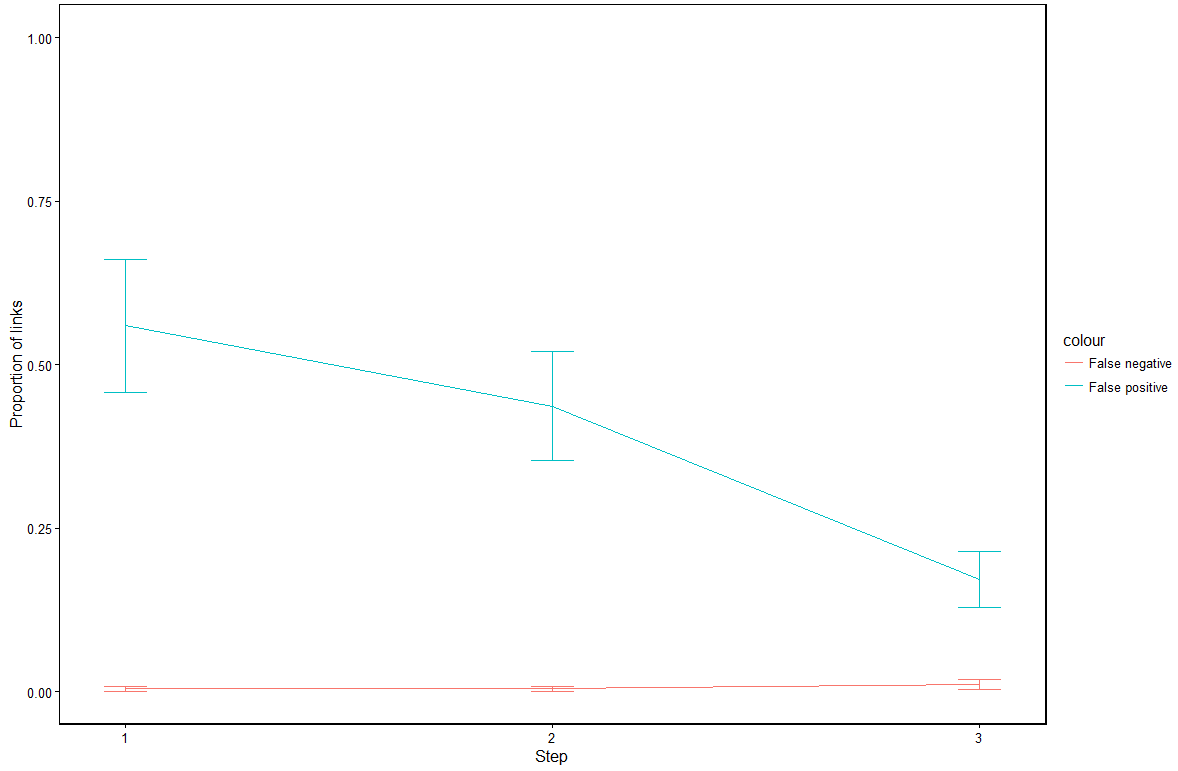 1.00
0.75
0.50
0.25
0.00
Proportion of links
1
2
3
Step
colour
False negative
False positive